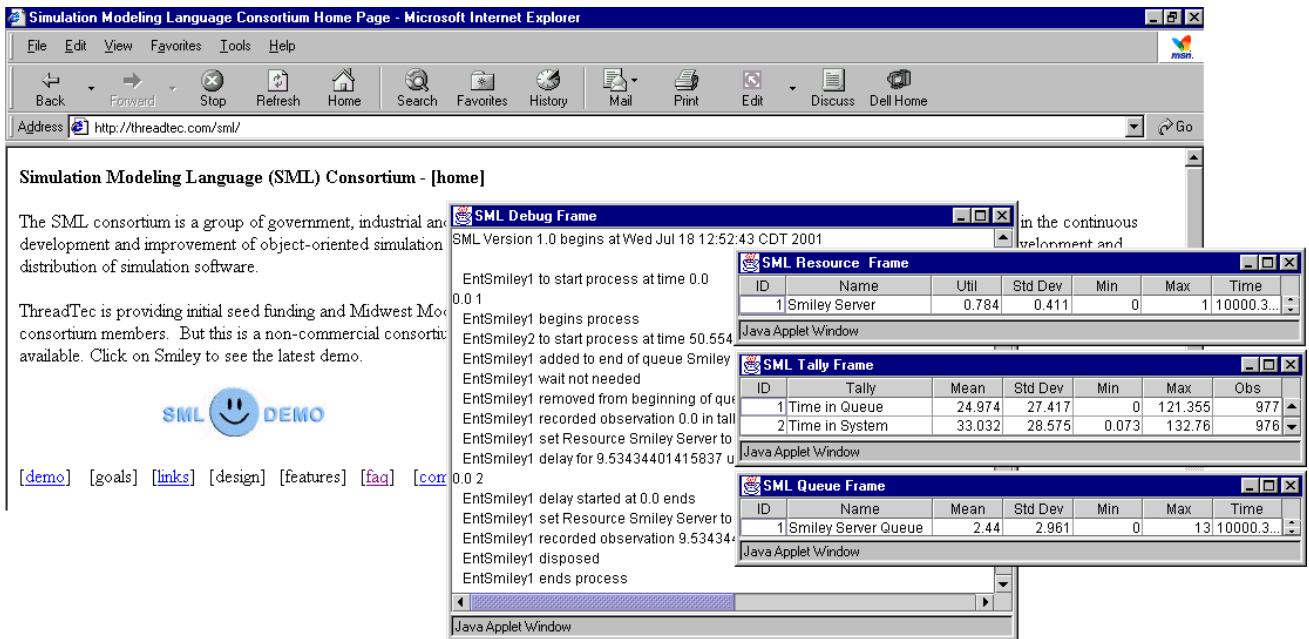 Simulation Modeling Language Consortium Home Page - Microsoft Internet Explorer
File Edit View Favorites Tools Help
msn.
Back Forward Stop Refresh Home Search Favorites History Mail Print Edit Discuss Dell Home
Address http://threadtec.com/sml/ Go
Simulation Modeling Language (SML) Consortium - [home]
The SML consortium is a group of government, industrial and in the continuous
development and improvement of object-oriented simulation development and
distribution of simulation software.
ThreadTec is providing initial seed funding and Midwest
consortium members. But this is a non-commercial
available. Click on Smiley to see the latest demo.
SML DEMO
[demo] [goals] [links] [design] [features] [faq] [com
SML Debug Frame
SML Version 1.0 begins at Wed Jul 18 12:52:43 CDT 2001
EntSmiley1 to start process at time 0.0
0.0 1
EntSmiley1 begins process
EntSmiley2 to start process at time 50.554
EntSmiley1 added to end of queue Smiley
EntSmiley1 wait not needed
EntSmiley1 removed from beginning of que
EntSmiley1 recorded observation 0.0 in tall
EntSmiley1 set Resource Smiley Server to
EntSmiley1 delay for 9.53434401415837 u
0.0 2
EntSmiley1 delay started at 0.0 ends
EntSmiley1 set Resource Smiley Server to
EntSmiley1 recorded observation 9.534344
EntSmiley1 disposed
EntSmiley1 ends process
Java Applet Window
SML Resource Frame
ID Name Util Std Dev Min Max Time
1 Smiley Server 0.784 0.411 0 1 10000.3...
Java Applet Window
SML Tally Frame
ID Tally Mean Std Dev Min Max Obs
1 Time in Queue 24.974 27.417 0 121.355 977
2 Time in System 33.032 28.575 0.073 132.76 976
Java Applet Window
SML Queue Frame
ID Name Mean Std Dev Min Max Time
1 Smiley Server Queue 2.44 2.961 0 13 10000.3...
Java Applet Window